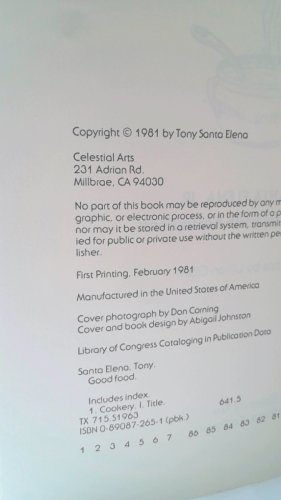 Copyright © 1981 by Tony Santa Elena
Celestial Arts
231 Adrian Rd.
Millbrae, CA 94030
No part of this book may be reproduced by any m
graphic, or electronic process, or in the form of a p
nor may it be stored in a retrieval system, transmit
ied for public or private use without the written pe
lisher.
First Printing, February 1981
Manufactured in the United States of America
Cover photograph by Don Corning
Cover and book design by Abigail Johnston
Library of Congress Cataloging in Publication Data
Santa Elena, Tony.
Good food.
Includes index.
1. Cookery. I. Title.
TX 715.S1963 641.5
ISBN 0-89087-265-1 (pbk.)
1 2 3 4 5 6 7 86 85 84 83 82 81